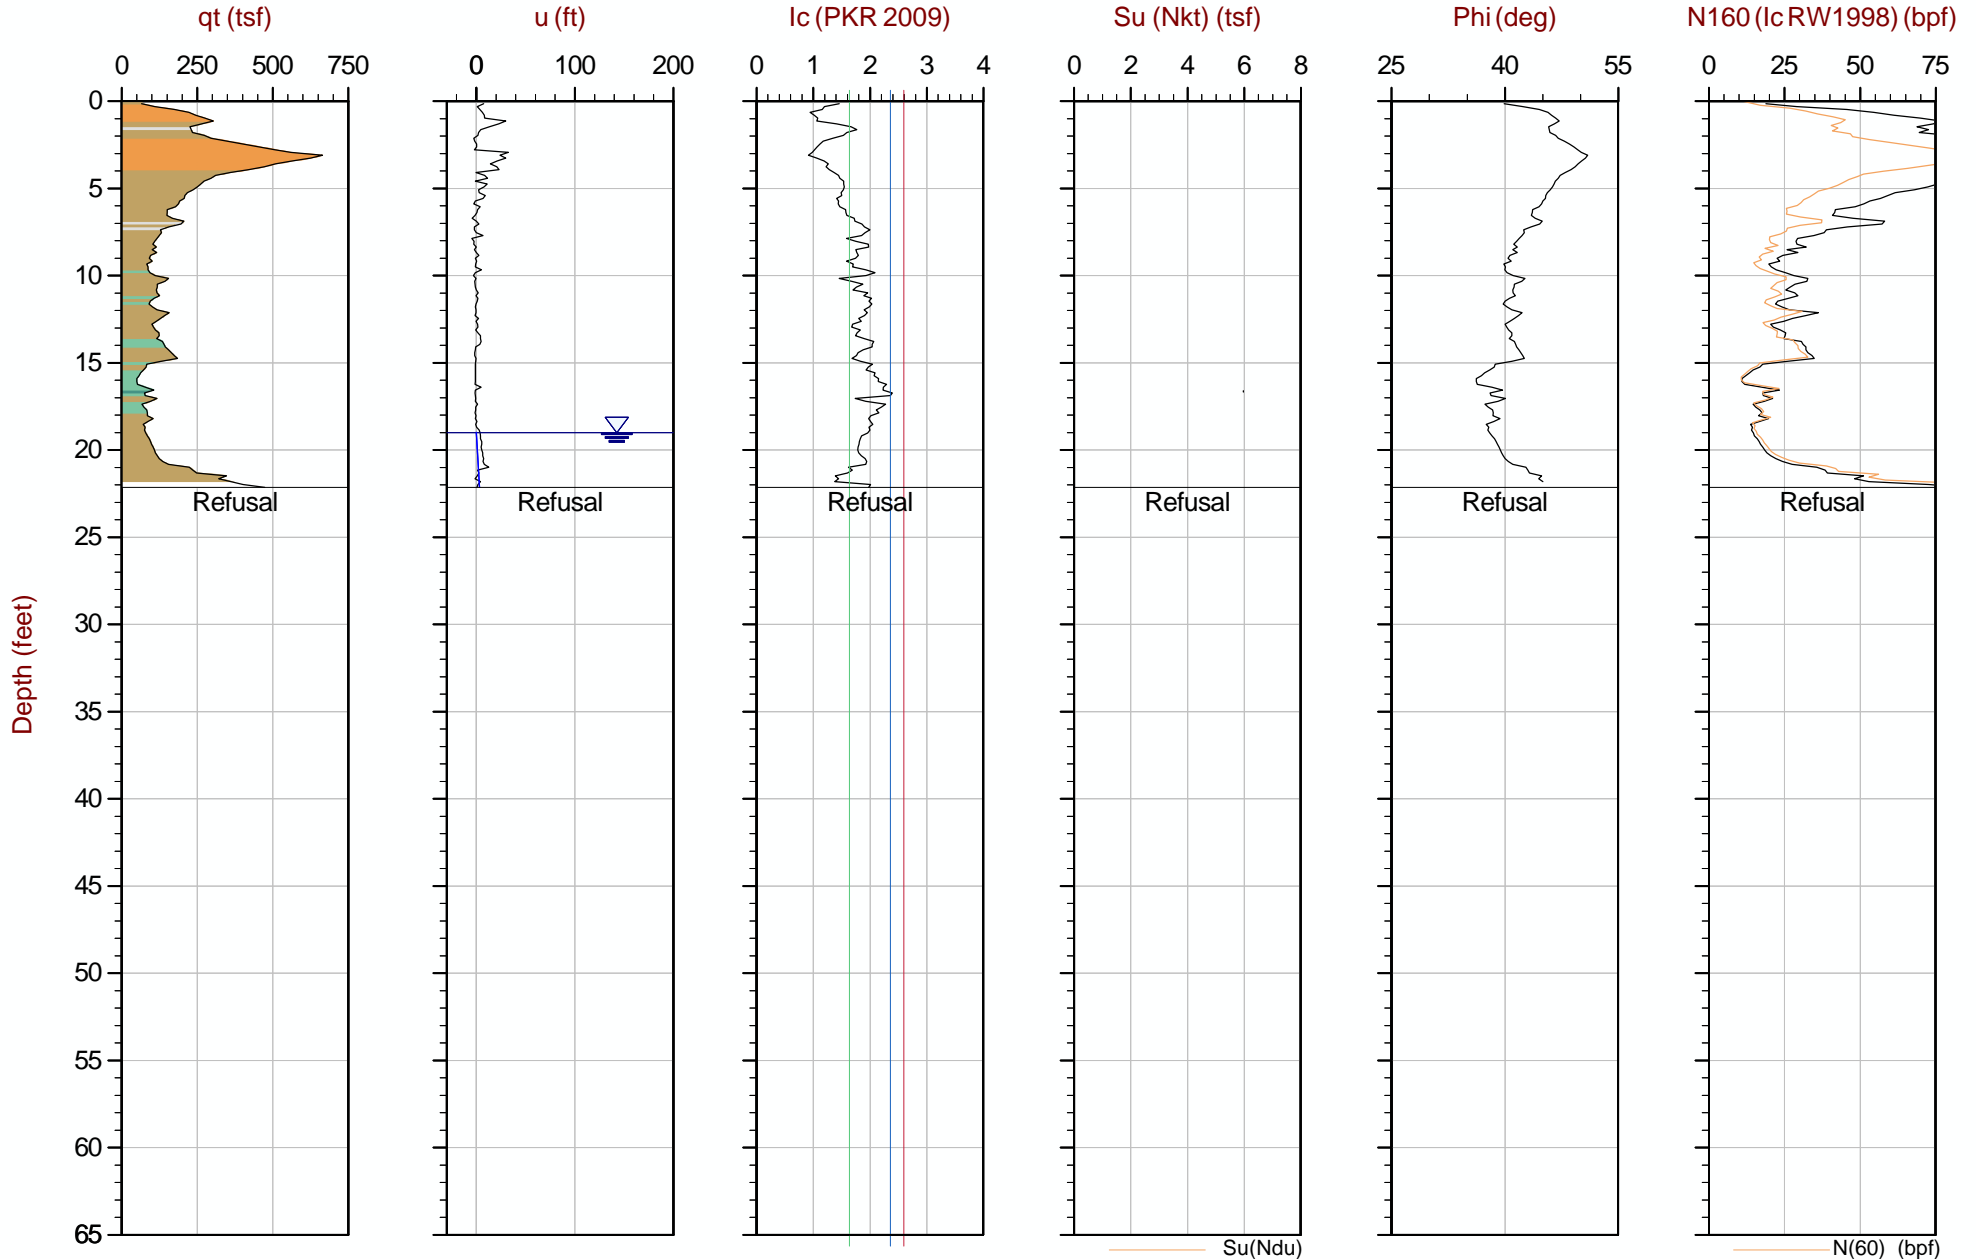 qt (tsf) u (ft) Ic (PKR 2009) Su (Nkt) (tsf) Phi (deg) N160 (Ic RW1998) (bpf)
0 250 500 750 0 100 200 0 1 2 3 4 0 2 4 6 8 25 40 55 0 25 50 75
0
5
10
15
20
Refusal Refusal Refusal Refusal Refusal Refusal
25
30
Depth (feet)
35
40
45
50
55
60
65
Su(Ndu) N(60) (bpf)